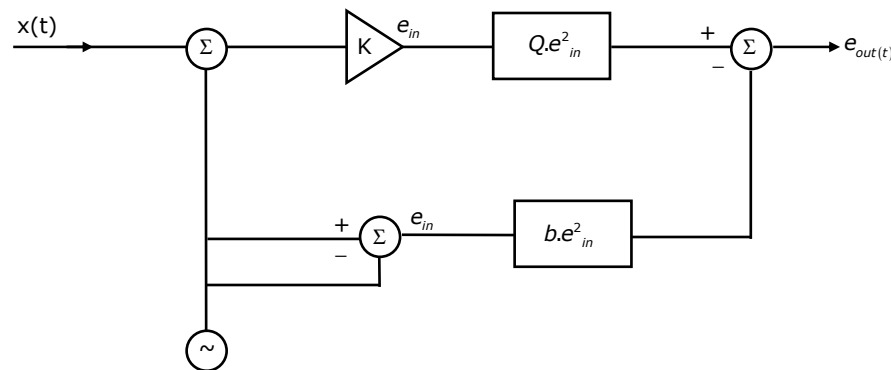 x(t)
Σ
K
e_in
Q.e²_in
+
−
Σ
e_out(t)
+
−
Σ
e_in
b.e²_in
~